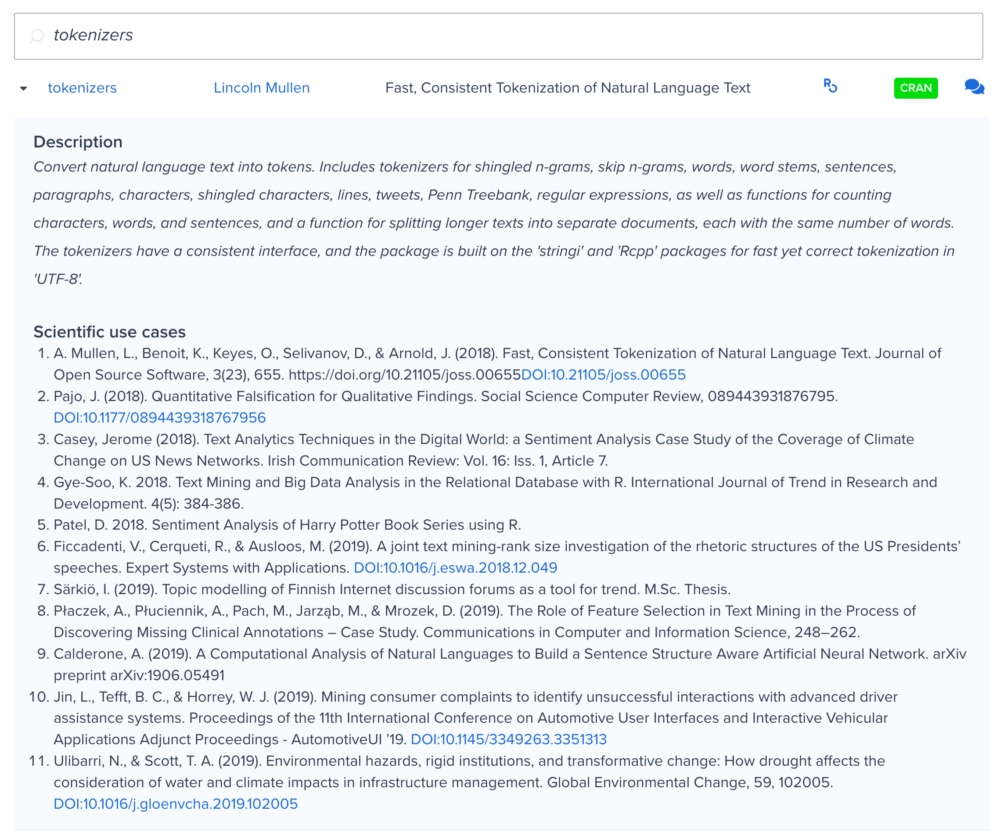 tokenizers
tokenizers Lincoln Mullen Fast, Consistent Tokenization of Natural Language Text R CRAN
Description
Convert natural language text into tokens. Includes tokenizers for shingled n-grams, skip n-grams, words, word stems, sentences,
paragraphs, characters, shingled characters, lines, tweets, Penn Treebank, regular expressions, as well as functions for counting
characters, words, and sentences, and a function for splitting longer texts into separate documents, each with the same number of words.
The tokenizers have a consistent interface, and the package is built on the 'stringi' and 'Rcpp' packages for fast yet correct tokenization in
'UTF-8'.
Scientific use cases
1. A. Mullen, L., Benoit, K., Keyes, O., Selivanov, D., & Arnold, J. (2018). Fast, Consistent Tokenization of Natural Language Text. Journal of
Open Source Software, 3(23), 655. https://doi.org/10.21105/joss.00655DOI:10.21105/joss.00655
2. Pajo, J. (2018). Quantitative Falsification for Qualitative Findings. Social Science Computer Review, 089443931876795.
DOI:10.1177/0894439318767956
3. Casey, Jerome (2018). Text Analytics Techniques in the Digital World: a Sentiment Analysis Case Study of the Coverage of Climate
Change on US News Networks. Irish Communication Review: Vol. 16: Iss. 1, Article 7.
4. Gye-Soo, K. 2018. Text Mining and Big Data Analysis in the Relational Database with R. International Journal of Trend in Research and
Development. 4(5): 384-386.
5. Patel, D. 2018. Sentiment Analysis of Harry Potter Book Series using R.
6. Ficcadenti, V., Cerqueti, R., & Ausloos, M. (2019). A joint text mining-rank size investigation of the rhetoric structures of the US Presidents’
speeches. Expert Systems with Applications. DOI:10.1016/j.eswa.2018.12.049
7. Särkiö, I. (2019). Topic modelling of Finnish Internet discussion forums as a tool for trend. M.Sc. Thesis.
8. Płaczek, A., Płuciennik, A., Pach, M., Jarząb, M., & Mrozek, D. (2019). The Role of Feature Selection in Text Mining in the Process of
Discovering Missing Clinical Annotations – Case Study. Communications in Computer and Information Science, 248–262.
9. Calderone, A. (2019). A Computational Analysis of Natural Languages to Build a Sentence Structure Aware Artificial Neural Network. arXiv
preprint arXiv:1906.05491
10. Jin, L., Tefft, B. C., & Horrey, W. J. (2019). Mining consumer complaints to identify unsuccessful interactions with advanced driver
assistance systems. Proceedings of the 11th International Conference on Automotive User Interfaces and Interactive Vehicular
Applications Adjunct Proceedings - AutomotiveUI ’19. DOI:10.1145/3349263.3351313
11. Ulibarri, N., & Scott, T. A. (2019). Environmental hazards, rigid institutions, and transformative change: How drought affects the
consideration of water and climate impacts in infrastructure management. Global Environmental Change, 59, 102005.
DOI:10.1016/j.gloenvcha.2019.102005